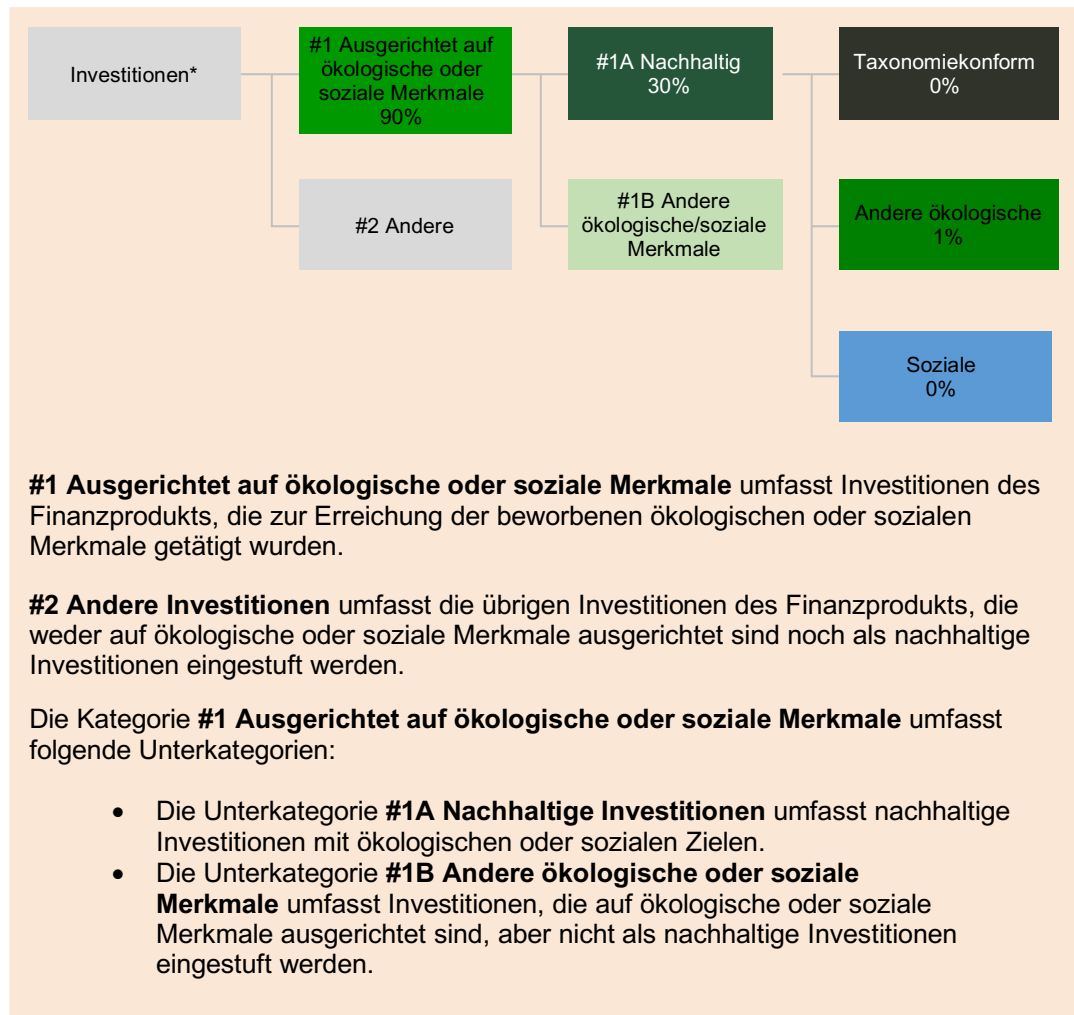 Investitionen*
#1 Ausgerichtet auf
ökologische oder
soziale Merkmale
90%
#1A Nachhaltig
30%
Taxonomiekonform
0%
#2 Andere
#1B Andere
ökologische/soziale
Merkmale
Andere ökologische
1%
Soziale
0%
#1 Ausgerichtet auf ökologische oder soziale Merkmale umfasst Investitionen des
Finanzprodukts, die zur Erreichung der beworbenen ökologischen oder sozialen
Merkmale getätigt wurden.
#2 Andere Investitionen umfasst die übrigen Investitionen des Finanzprodukts, die
weder auf ökologische oder soziale Merkmale ausgerichtet sind noch als nachhaltige
Investitionen eingestuft werden.
Die Kategorie #1 Ausgerichtet auf ökologische oder soziale Merkmale umfasst
folgende Unterkategorien:
• Die Unterkategorie #1A Nachhaltige Investitionen umfasst nachhaltige
Investitionen mit ökologischen oder sozialen Zielen.
• Die Unterkategorie #1B Andere ökologische oder soziale
Merkmale umfasst Investitionen, die auf ökologische oder soziale
Merkmale ausgerichtet sind, aber nicht als nachhaltige Investitionen
eingestuft werden.